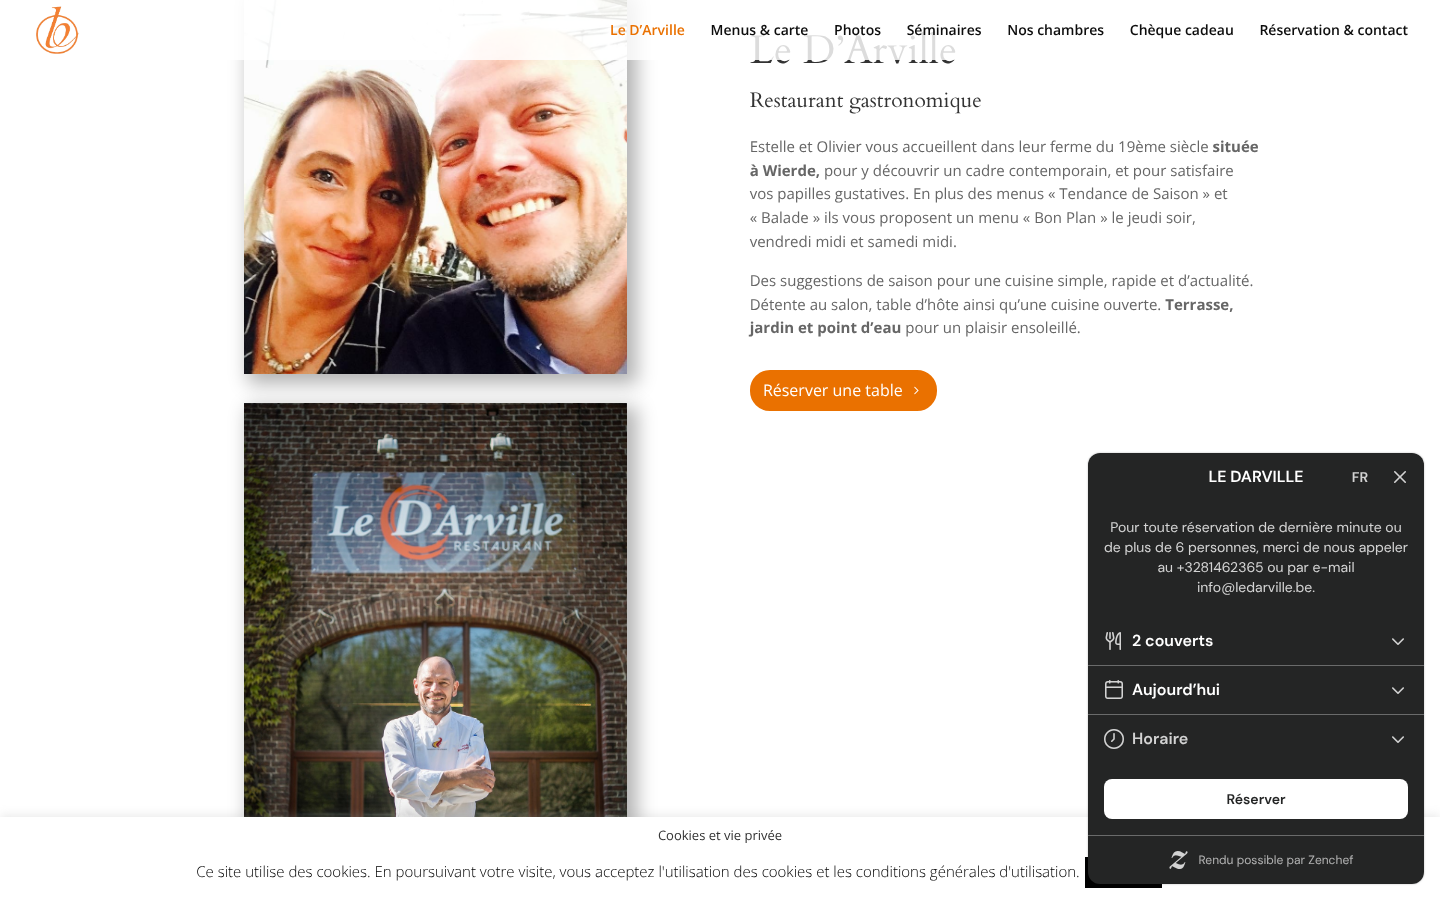 b
Le D’Arville
Menus & carte
Photos
Séminaires
Nos chambres
Chèque cadeau
Réservation & contact
Le D’Arville
Restaurant gastronomique
Estelle et Olivier vous accueillent dans leur ferme du 19ème siècle située
à Wierde, pour y découvrir un cadre contemporain, et pour satisfaire
vos papilles gustatives. En plus des menus « Tendance de Saison » et
« Balade » ils vous proposent un menu « Bon Plan » le jeudi soir,
vendredi midi et samedi midi.
Des suggestions de saison pour une cuisine simple, rapide et d’actualité.
Détente au salon, table d’hôte ainsi qu’une cuisine ouverte. Terrasse,
jardin et point d’eau pour un plaisir ensoleillé.
Réserver une table
Le D'Arville
RESTAURANT
LE DARVILLE
FR
Pour toute réservation de dernière minute ou
de plus de 6 personnes, merci de nous appeler
au +3281462365 ou par e-mail
info@ledarville.be.
2 couverts
Aujourd’hui
Horaire
Réserver
Rendu possible par Zenchef
Cookies et vie privée
Ce site utilise des cookies. En poursuivant votre visite, vous acceptez l'utilisation des cookies et les conditions générales d'utilisation.